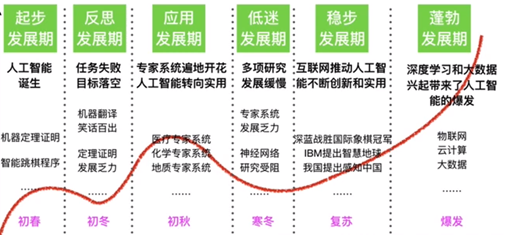 起步
发展期
人工智能
诞生
机器定理证明
智能跳棋程序
……
初春
反思
发展期
任务失败
目标落空
机器翻译
笑话百出
定理证明
发展乏力
……
初冬
应用
发展期
专家系统遍地开花
人工智能转向实用
医疗专家系统
化学专家系统
地质专家系统
……
初秋
低迷
发展期
多项研究
发展缓慢
专家系统
发展乏力
神经网络
研究受阻
……
寒冬
稳步
发展期
互联网推动人工智
能不断创新和实用
深蓝战胜国际象棋冠军
IBM提出智慧地球
我国提出感知中国
……
复苏
蓬勃
发展期
深度学习和大数据
兴起带来了人工智
能的爆发
物联网
云计算
大数据
……
爆发